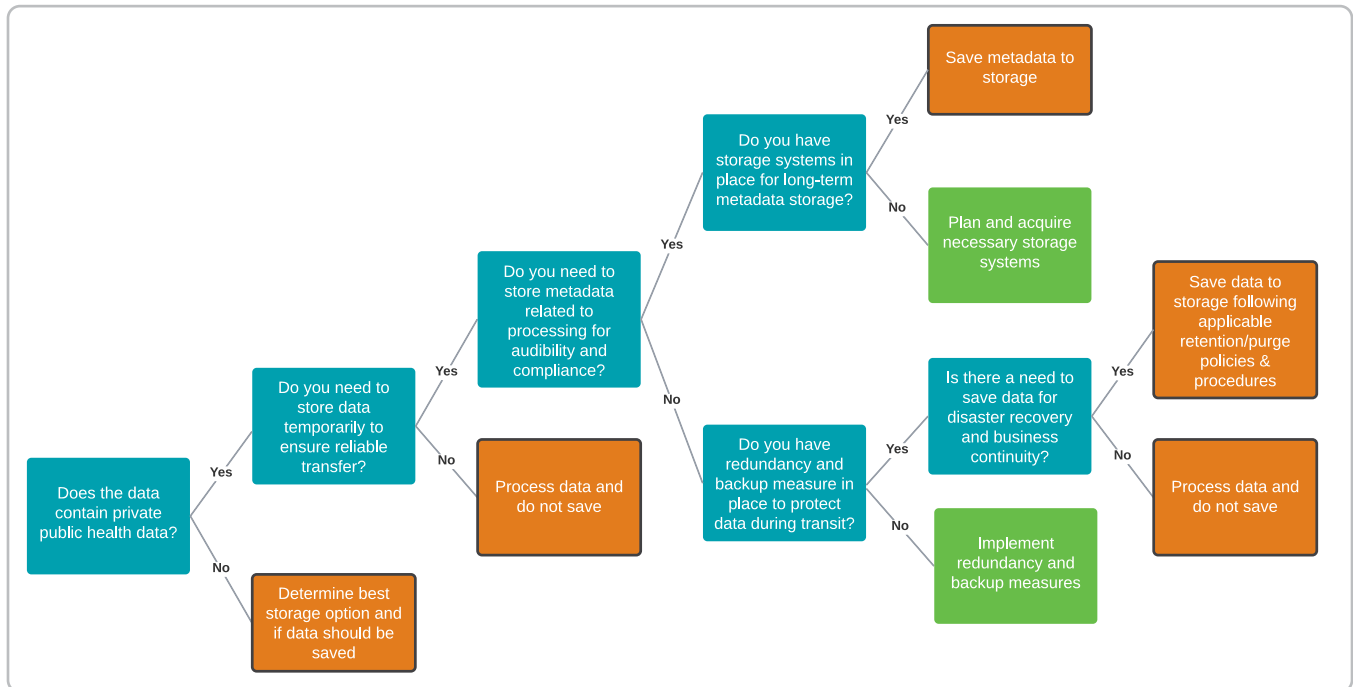 Does the data
contain private
public health data?
Yes
No
Do you need to
store data
temporarily to
ensure reliable
transfer?
Determine best
storage option and
if data should be
saved
Yes
No
Do you need to
store metadata
related to
processing for
audibility and
compliance?
Process data and
do not save
Yes
No
Do you have
storage systems in
place for long-term
metadata storage?
Yes
No
Save metadata to
storage
Plan and acquire
necessary storage
systems
Do you have
redundancy and
backup measure in
place to protect
data during transit?
Yes
No
Is there a need to
save data for
disaster recovery
and business
continuity?
Implement
redundancy and
backup measures
Yes
No
Save data to
storage following
applicable
retention/purge
policies &
procedures
Process data and
do not save